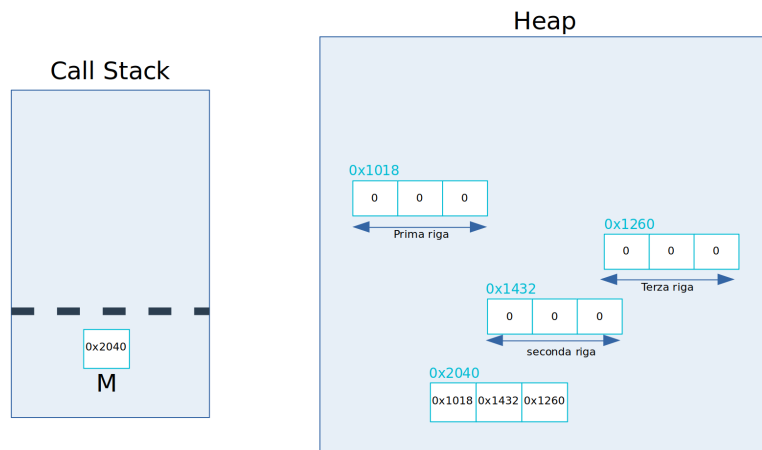 Call Stack
0x2040
M
Heap
0x1018
0 0 0
Prima riga
0x1260
0 0 0
Terza riga
0x1432
0 0 0
seconda riga
0x2040
0x1018 0x1432 0x1260